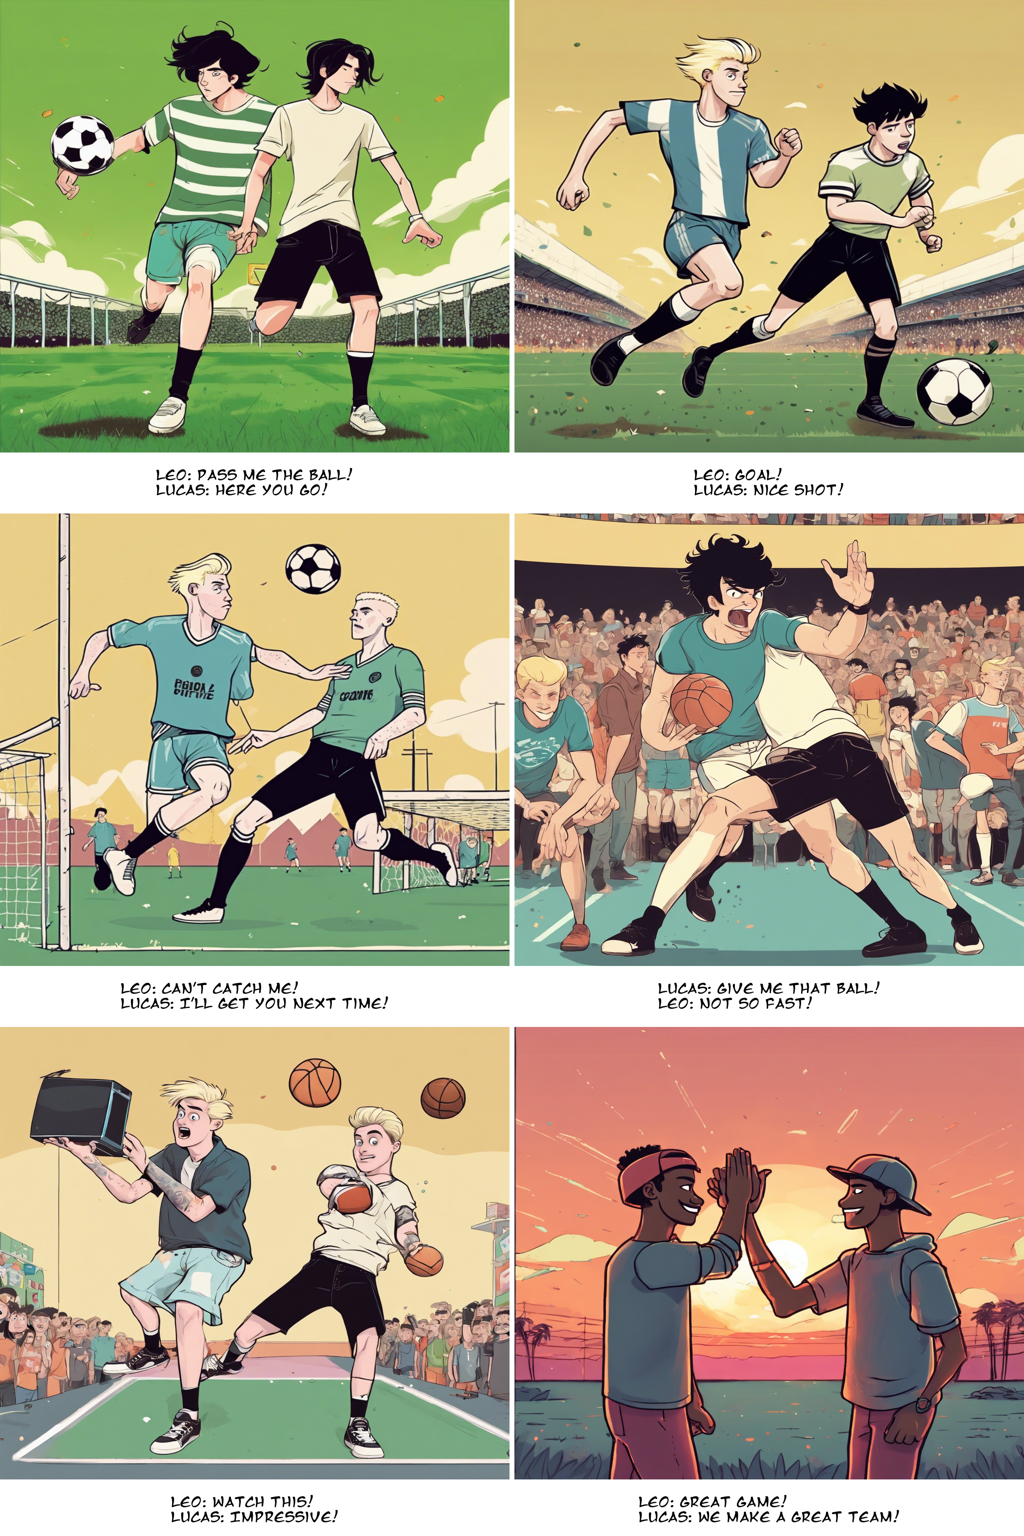 LEO: PASS ME THE BALL!
LUCAS: HERE YOU GO!
LEO: GOAL!
LUCAS: NICE SHOT!
LEO: CAN'T CATCH ME!
LUCAS: I'LL GET YOU NEXT TIME!
LUCAS: GIVE ME THAT BALL!
LEO: NOT SO FAST!
LEO: WATCH THIS!
LUCAS: IMPRESSIVE!
LEO: GREAT GAME!
LUCAS: WE MAKE A GREAT TEAM!